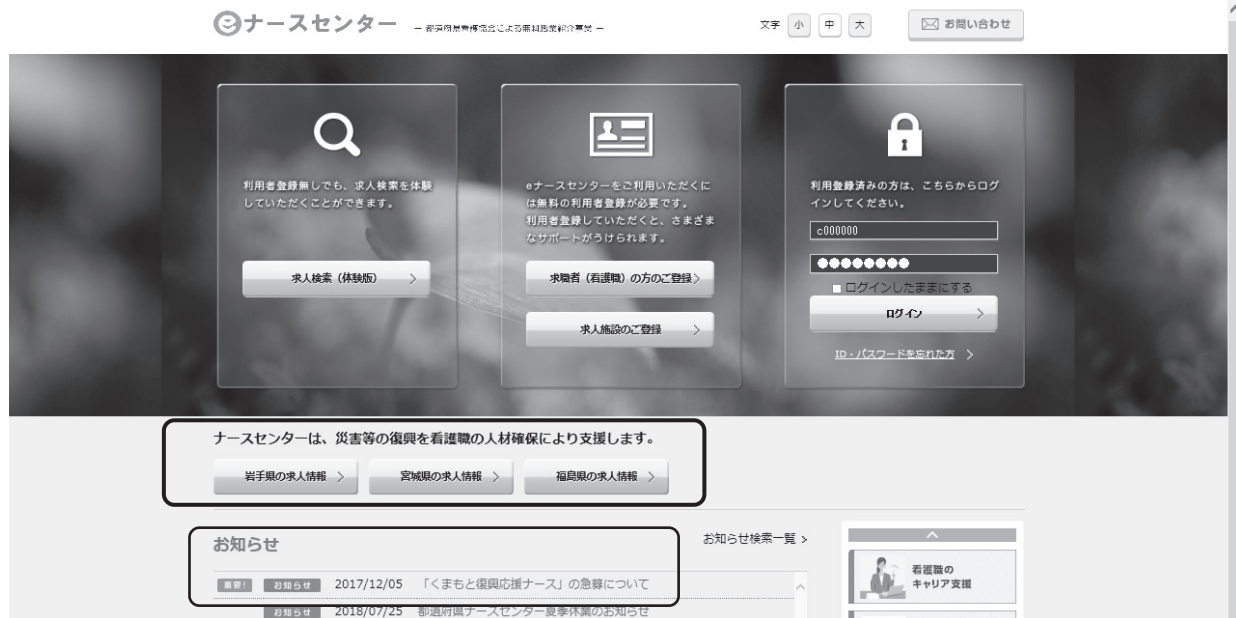 eナースセンター － 都道府県看護協会による無料職業紹介事業 －
文字 小 中 大
お問い合わせ
利用者登録無しでも、求人検索を体験
していただくことができます。
求人検索（体験版）
eナースセンターをご利用いただくに
は無料の利用者登録が必要です。
利用者登録していただくと、さまざま
なサポートがうけられます。
求職者（看護職）の方のご登録
求人施設のご登録
利用登録済みの方は、こちらからログ
インしてください。
c000000
ログインしたままにする
ログイン
ID・パスワードを忘れた方
ナースセンターは、災害等の復興を看護職の人材確保により支援します。
岩手県の求人情報
宮城県の求人情報
福島県の求人情報
お知らせ
お知らせ検索一覧
重要! お知らせ 2017/12/05 「くまもと復興応援ナース」の急募について
お知らせ 2018/07/25 都道府県ナースセンター夏季休業のお知らせ
看護職の
キャリア支援